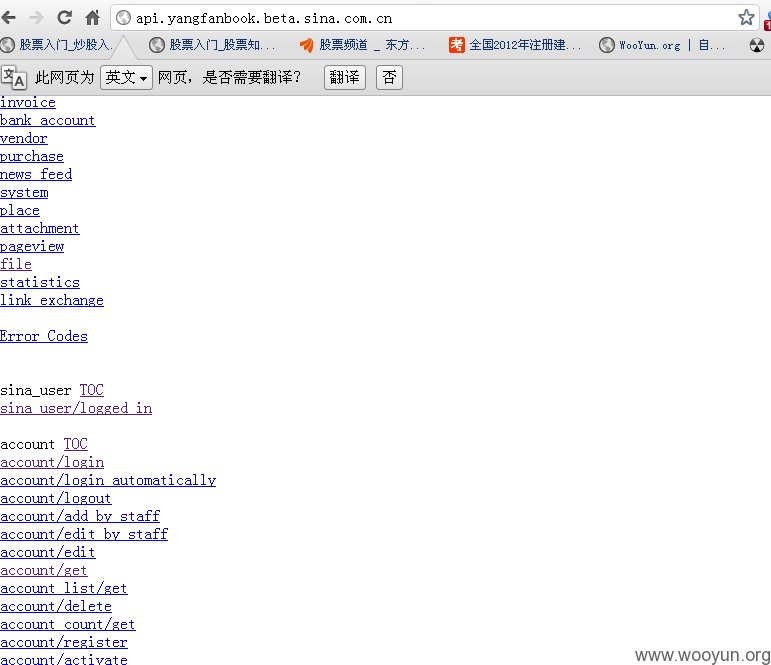 api.yangfanbook.beta.sina.com.cn
股票入门_炒股入. 股票入门_股票知... 股票频道 _ 东方... 考 全国2012年注册建... WooYun.org | 自...
文A 此网页为 英文 网页，是否需要翻译？ 翻译 否
invoice
bank account
vendor
purchase
news feed
system
place
attachment
pageview
file
statistics
link exchange
Error Codes
sina_user TOC
sina user/logged in
account TOC
account/login
account/login automatically
account/logout
account/add by staff
account/edit by staff
account/edit
account/get
account list/get
account/delete
account count/get
account/register
account/activate
www.wooyun.org